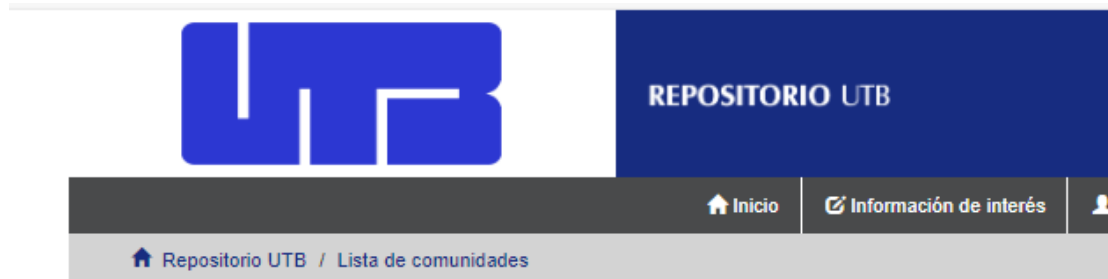 UTB
REPOSITORIO UTB
Inicio
Información de interés
Repositorio UTB / Lista de comunidades